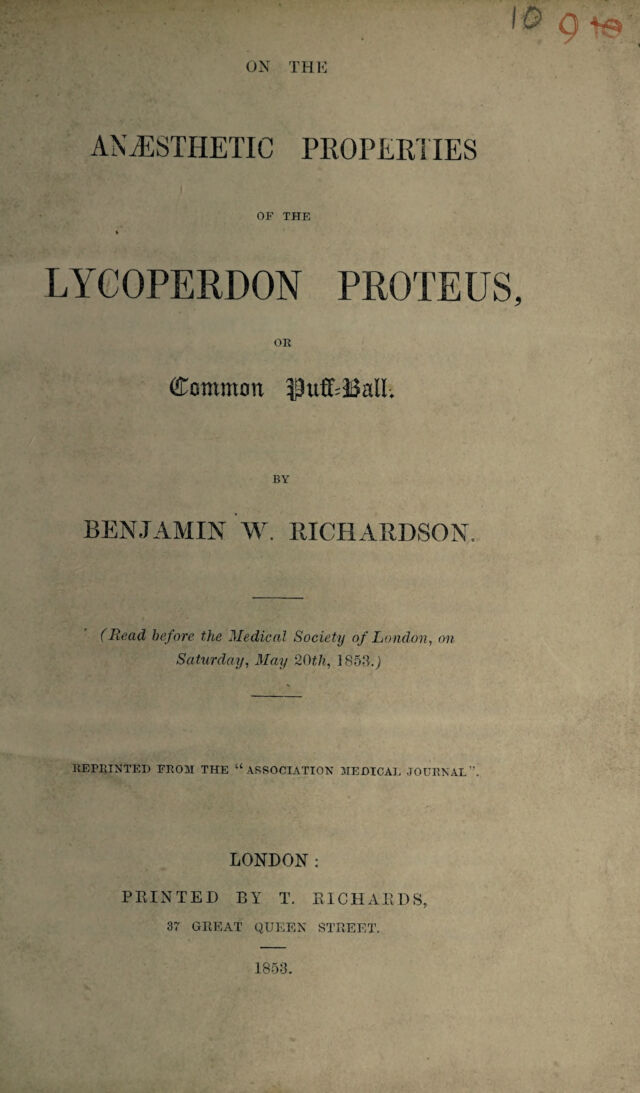 10 9 10
ON THE
ANÆSTHETIC PROPERTIES
OF THE
LYCOPERDON PROTEUS,
OR
Common Puff-Ball.
BY
BENJAMIN W. RICHARDSON.
(Read before the Medical Society of London, on
Saturday, May 20th, 1853.)
REPRINTED FROM THE “ASSOCIATION MEDICAL JOURNAL”.
LONDON:
PRINTED BY T. RICHARDS,
37 GREAT QUEEN STREET.
1853.